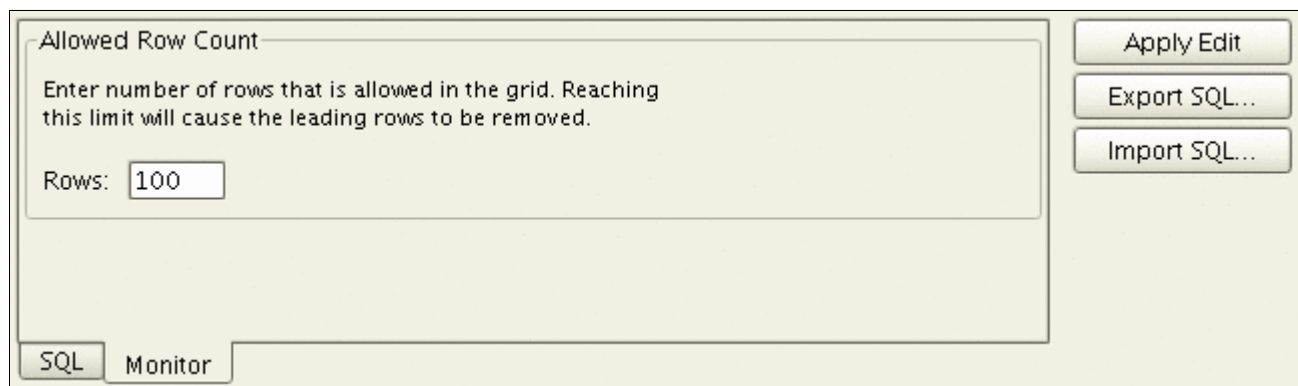 Allowed Row Count
Enter number of rows that is allowed in the grid. Reaching
this limit will cause the leading rows to be removed.
Rows: 100
Apply Edit
Export SQL...
Import SQL...
SQL
Monitor